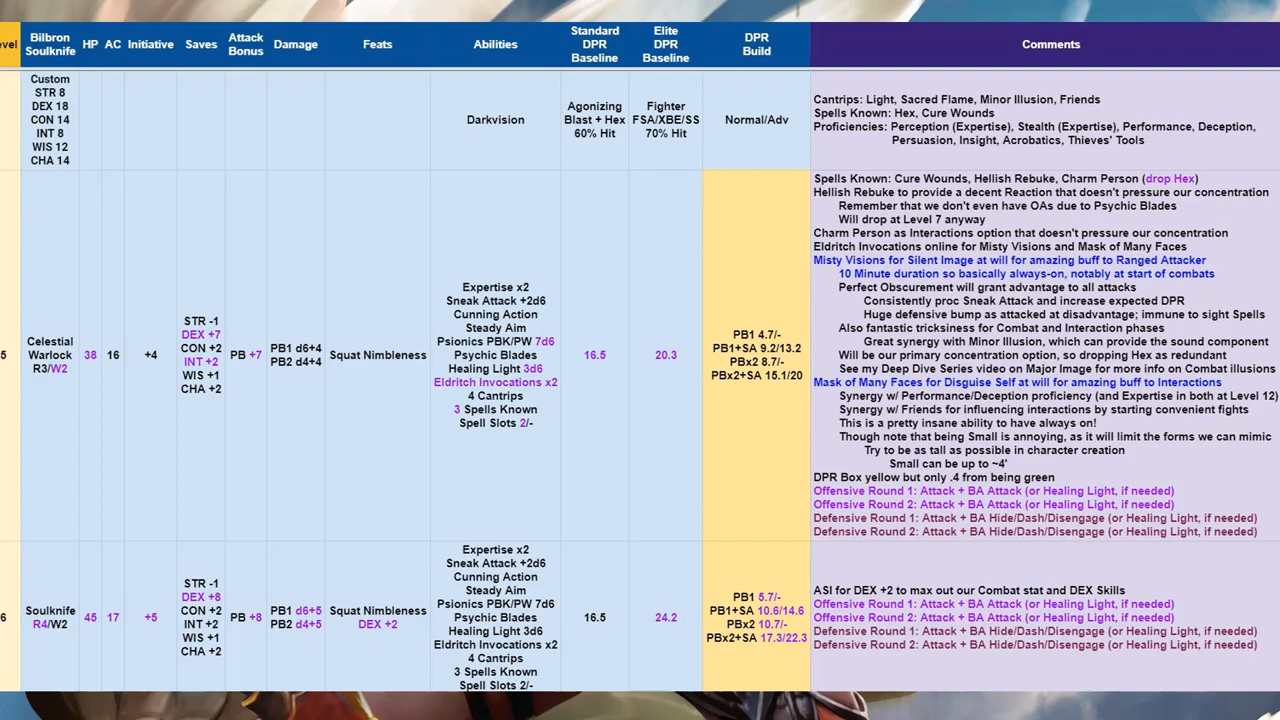 evel
Bilbron
Soulknife
HP
AC
Initiative
Saves
Attack
Bonus
Damage
Feats
Abilities
Standard
DPR
Baseline
Elite
DPR
Baseline
DPR
Build
Comments
Custom
STR 8
DEX 18
CON 14
INT 8
WIS 12
CHA 14
Darkvision
Agonizing
Blast + Hex
60% Hit
Fighter
FSA/XBE/SS
70% Hit
Normal/Adv
Cantrips: Light, Sacred Flame, Minor Illusion, Friends
Spells Known: Hex, Cure Wounds
Proficiencies: Perception (Expertise), Stealth (Expertise), Performance, Deception,
Persuasion, Insight, Acrobatics, Thieves' Tools
5
Celestial
Warlock
R3/W2
38
16
+4
STR -1
DEX +7
CON +2
INT +2
WIS +1
CHA +2
PB +7
PB1 d6+4
PB2 d4+4
Squat Nimbleness
Expertise x2
Sneak Attack +2d6
Cunning Action
Steady Aim
Psionics PBK/PW 7d6
Psychic Blades
Healing Light 3d6
Eldritch Invocations x2
4 Cantrips
3 Spells Known
Spell Slots 2/-
16.5
20.3
PB1 4.7/-
PB1+SA 9.2/13.2
PBx2 8.7/-
PBx2+SA 15.1/20
Spells Known: Cure Wounds, Hellish Rebuke, Charm Person (drop Hex)
Hellish Rebuke to provide a decent Reaction that doesn't pressure our concentration
Remember that we don't even have OAs due to Psychic Blades
Will drop at Level 7 anyway
Charm Person as Interactions option that doesn't pressure our concentration
Eldritch Invocations online for Misty Visions and Mask of Many Faces
Misty Visions for Silent Image at will for amazing buff to Ranged Attacker
10 Minute duration so basically always-on, notably at start of combats
Perfect Obscurement will grant advantage to all attacks
Consistently proc Sneak Attack and increase expected DPR
Huge defensive bump as attacked at disadvantage; immune to sight Spells
Also fantastic tricksiness for Combat and Interaction phases
Great synergy with Minor Illusion, which can provide the sound component
Will be our primary concentration option, so dropping Hex as redundant
See my Deep Dive Series video on Major Image for more info on Combat illusions
Mask of Many Faces for Disguise Self at will for amazing buff to Interactions
Synergy w/ Performance/Deception proficiency (and Expertise in both at Level 12)
Synergy w/ Friends for influencing interactions by starting convenient fights
This is a pretty insane ability to have always on!
Though note that being Small is annoying, as it will limit the forms we can mimic
Try to be as tall as possible in character creation
Small can be up to ~4'
DPR Box yellow but only .4 from being green
Offensive Round 1: Attack + BA Attack (or Healing Light, if needed)
Offensive Round 2: Attack + BA Attack (or Healing Light, if needed)
Defensive Round 1: Attack + BA Hide/Dash/Disengage (or Healing Light, if needed)
Defensive Round 2: Attack + BA Hide/Dash/Disengage (or Healing Light, if needed)
6
Soulknife
R4/W2
45
17
+5
STR -1
DEX +8
CON +2
INT +2
WIS +1
CHA +2
PB +8
PB1 d6+5
PB2 d4+5
Squat Nimbleness
DEX +2
Expertise x2
Sneak Attack +2d6
Cunning Action
Steady Aim
Psionics PBK/PW 7d6
Psychic Blades
Healing Light 3d6
Eldritch Invocations x2
4 Cantrips
3 Spells Known
Spell Slots 2/-
16.5
24.2
PB1 5.7/-
PB1+SA 10.6/14.6
PBx2 10.7/-
PBx2+SA 17.3/22.3
ASI for DEX +2 to max out our Combat stat and DEX Skills
Offensive Round 1: Attack + BA Attack (or Healing Light, if needed)
Offensive Round 2: Attack + BA Attack (or Healing Light, if needed)
Defensive Round 1: Attack + BA Hide/Dash/Disengage (or Healing Light, if needed)
Defensive Round 2: Attack + BA Hide/Dash/Disengage (or Healing Light, if needed)